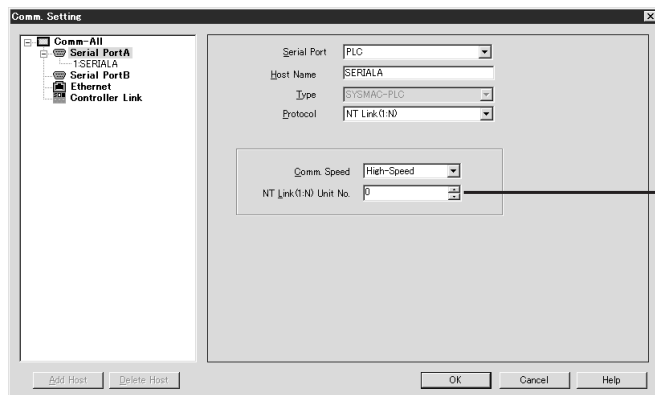 Comm. Setting
Comm-All
Serial PortA
1:SERIALA
Serial PortB
Ethernet
Controller Link
Serial Port PLC
Host Name SERIALA
Type SYSMAC-PLC
Protocol NT Link(1:N)
Comm. Speed High-Speed
NT Link(1:N) Unit No. 0
Add Host Delete Host OK Cancel Help